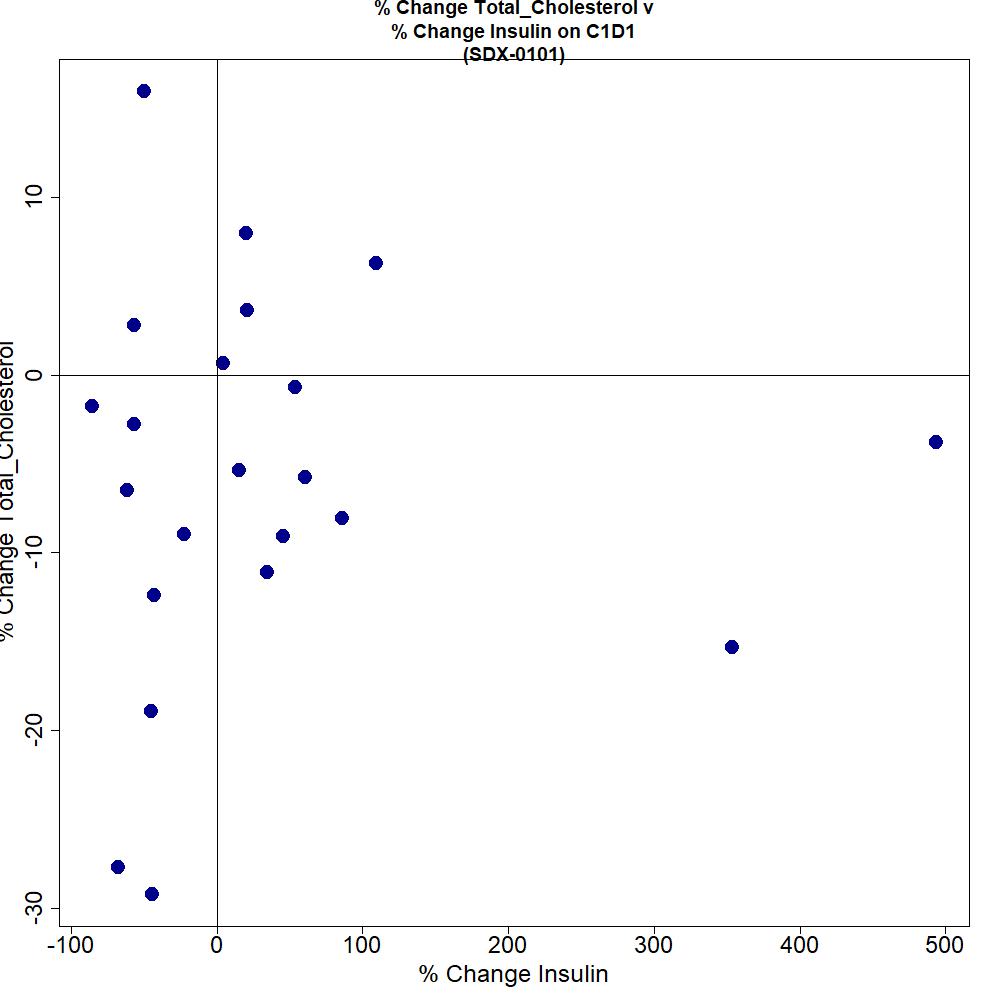 % Change Total_Cholesterol v
% Change Insulin on C1D1
(SDX-0101)
% Change Total_Cholesterol
10
0
-10
-20
-30
-100
0
100
200
300
400
500
% Change Insulin